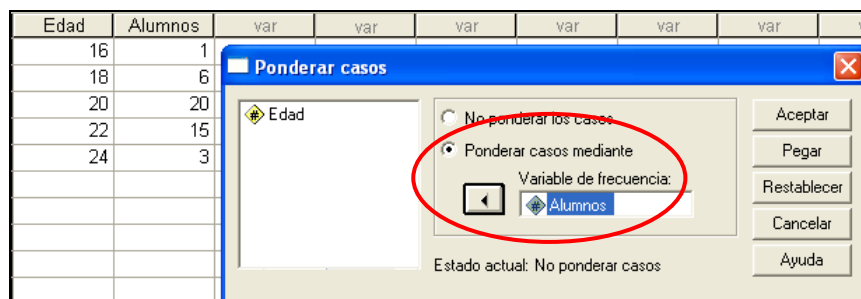 Edad Alumnos var var var var var var
16 1
18 6
20 20
22 15
24 3
Ponderar casos
Edad
No ponderar los casos
Ponderar casos mediante
Variable de frecuencia:
Alumnos
Estado actual: No ponderar casos
Aceptar
Pegar
Restablecer
Cancelar
Ayuda